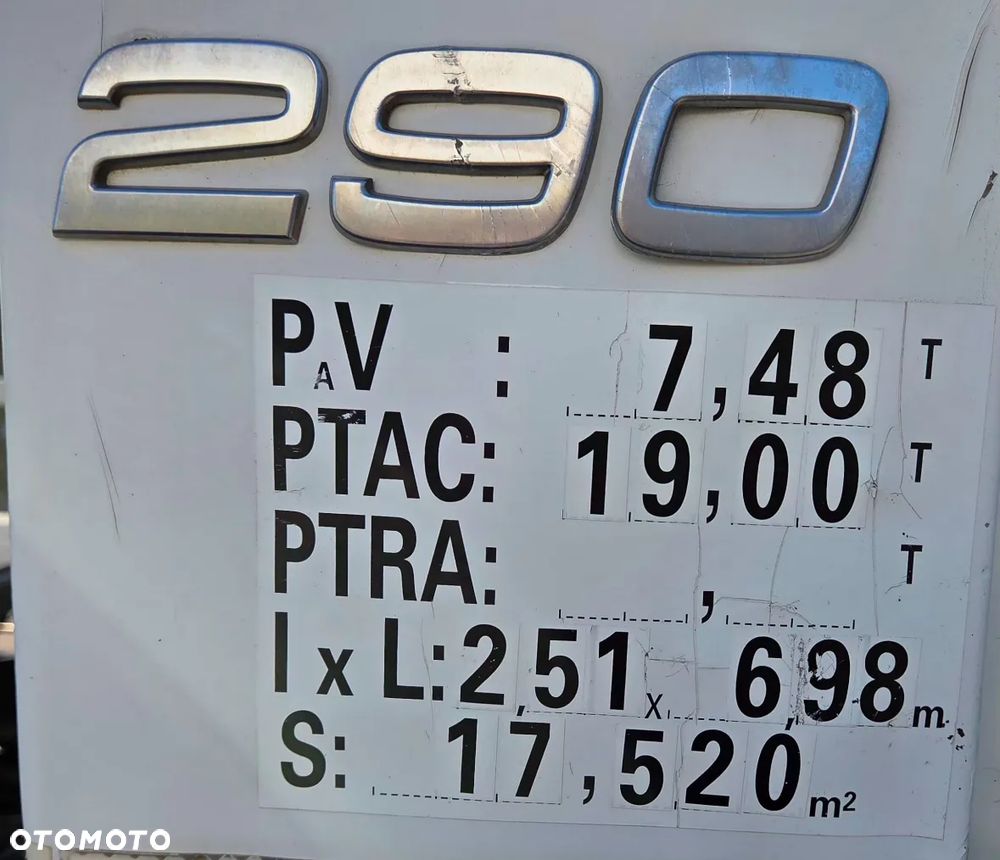 290
PAV : 7,48 T
PTAC: 19,00 T
PTRA: , T
l x L: 2,51 x 6,98 m
S: 17,520 m²
OTOMOTO